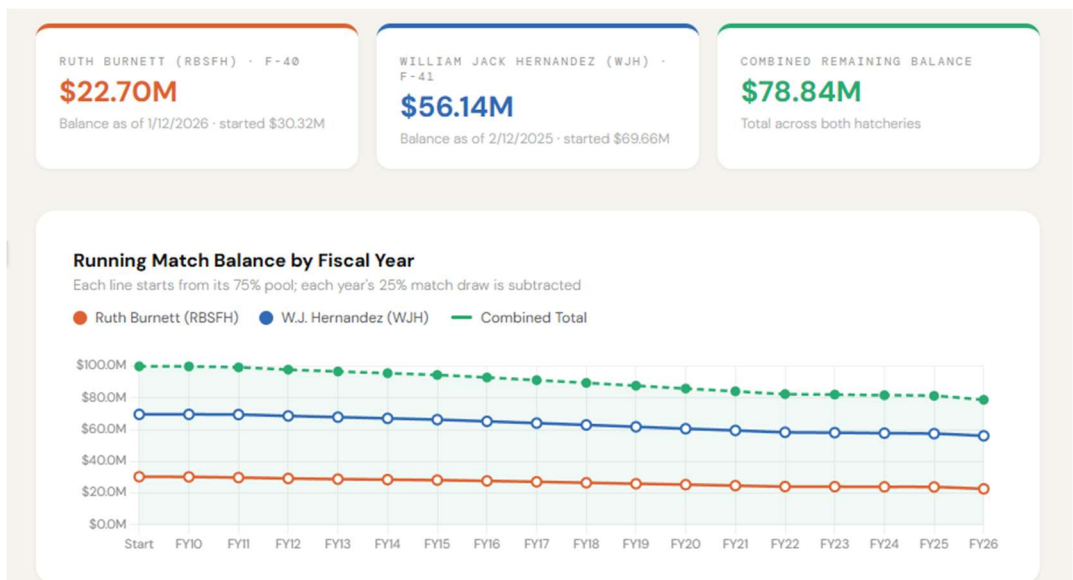 RUTH BURNETT (RBSFH) · F-40
$22.70M
Balance as of 1/12/2026 · started $30.32M
WILLIAM JACK HERNANDEZ (WJH) ·
F-41
$56.14M
Balance as of 2/12/2025 · started $69.66M
COMBINED REMAINING BALANCE
$78.84M
Total across both hatcheries
Running Match Balance by Fiscal Year
Each line starts from its 75% pool; each year's 25% match draw is subtracted
Ruth Burnett (RBSFH) W.J. Hernandez (WJH) Combined Total
$100.0M
$80.0M
$60.0M
$40.0M
$20.0M
$0.0M
Start FY10 FY11 FY12 FY13 FY14 FY15 FY16 FY17 FY18 FY19 FY20 FY21 FY22 FY23 FY24 FY25 FY26